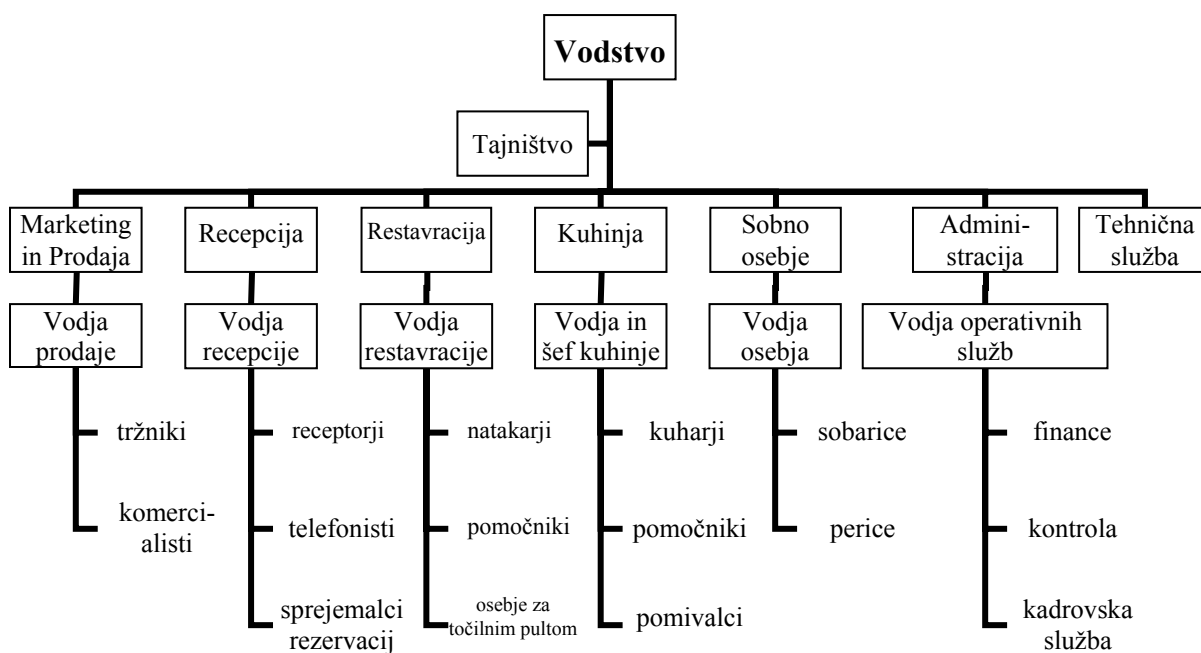 Vodstvo
Tajništvo
Marketing
in Prodaja
Recepcija
Restavracija
Kuhinja
Sobno
osebje
Admini-
stracija
Tehnična
služba
Vodja
prodaje
Vodja
recepcije
Vodja
restavracije
Vodja in
šef kuhinje
Vodja
osebja
Vodja operativnih
služb
tržniki
receptorji
natakarji
kuharji
sobarice
finance
komerci-
alisti
telefonisti
pomočniki
pomočniki
perice
kontrola
sprejemalci
rezervacij
osebje za
točilnim pultom
pomivalci
kadrovska
služba